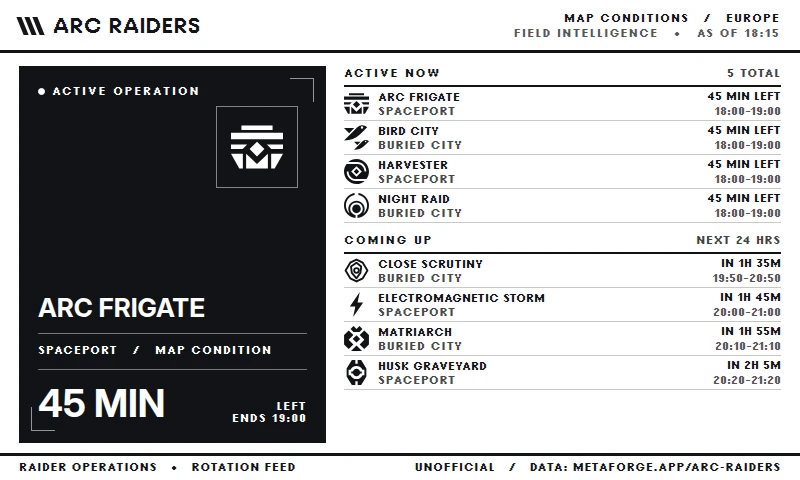 ARC RAIDERS
MAP CONDITIONS / EUROPE
FIELD INTELLIGENCE • AS OF 18:15
ACTIVE OPERATION
ARC FRIGATE
SPACEPORT / MAP CONDITION
45 MIN
LEFT
ENDS 19:00
ACTIVE NOW 5 TOTAL
ARC FRIGATE 45 MIN LEFT
SPACEPORT 18:00-19:00
BIRD CITY 45 MIN LEFT
BURIED CITY 18:00-19:00
HARVESTER 45 MIN LEFT
SPACEPORT 18:00-19:00
NIGHT RAID 45 MIN LEFT
BURIED CITY 18:00-19:00
COMING UP NEXT 24 HRS
CLOSE SCRUTINY IN 1H 35M
BURIED CITY 19:50-20:50
ELECTROMAGNETIC STORM IN 1H 45M
SPACEPORT 20:00-21:00
MATRIARCH IN 1H 55M
BURIED CITY 20:10-21:10
HUSK GRAVEYARD IN 2H 5M
SPACEPORT 20:20-21:20
RAIDER OPERATIONS • ROTATION FEED
UNOFFICIAL / DATA: METAFORGE.APP/ARC-RAIDERS